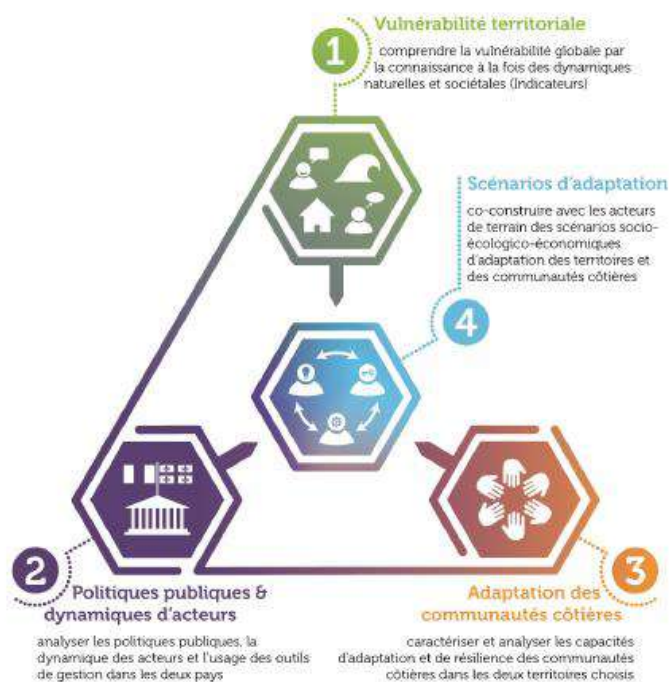 Vulnérabilité territoriale
1
comprendre la vulnérabilité globale par
la connaissance à la fois des dynamiques
naturelles et sociétales (Indicateurs)
Scénarios d'adaptation
co-construire avec les acteurs
de terrain des scénarios socio-
écologico-économiques
d'adaptation des territoires et
des communautés côtières
4
2
Politiques publiques &
dynamiques d'acteurs
analyser les politiques publiques, la
dynamique des acteurs et l'usage des outils
de gestion dans les deux pays
3
Adaptation des
communautés côtières
caractériser et analyser les capacités
d'adaptation et de résilience des communautés
côtières dans les deux territoires choisis